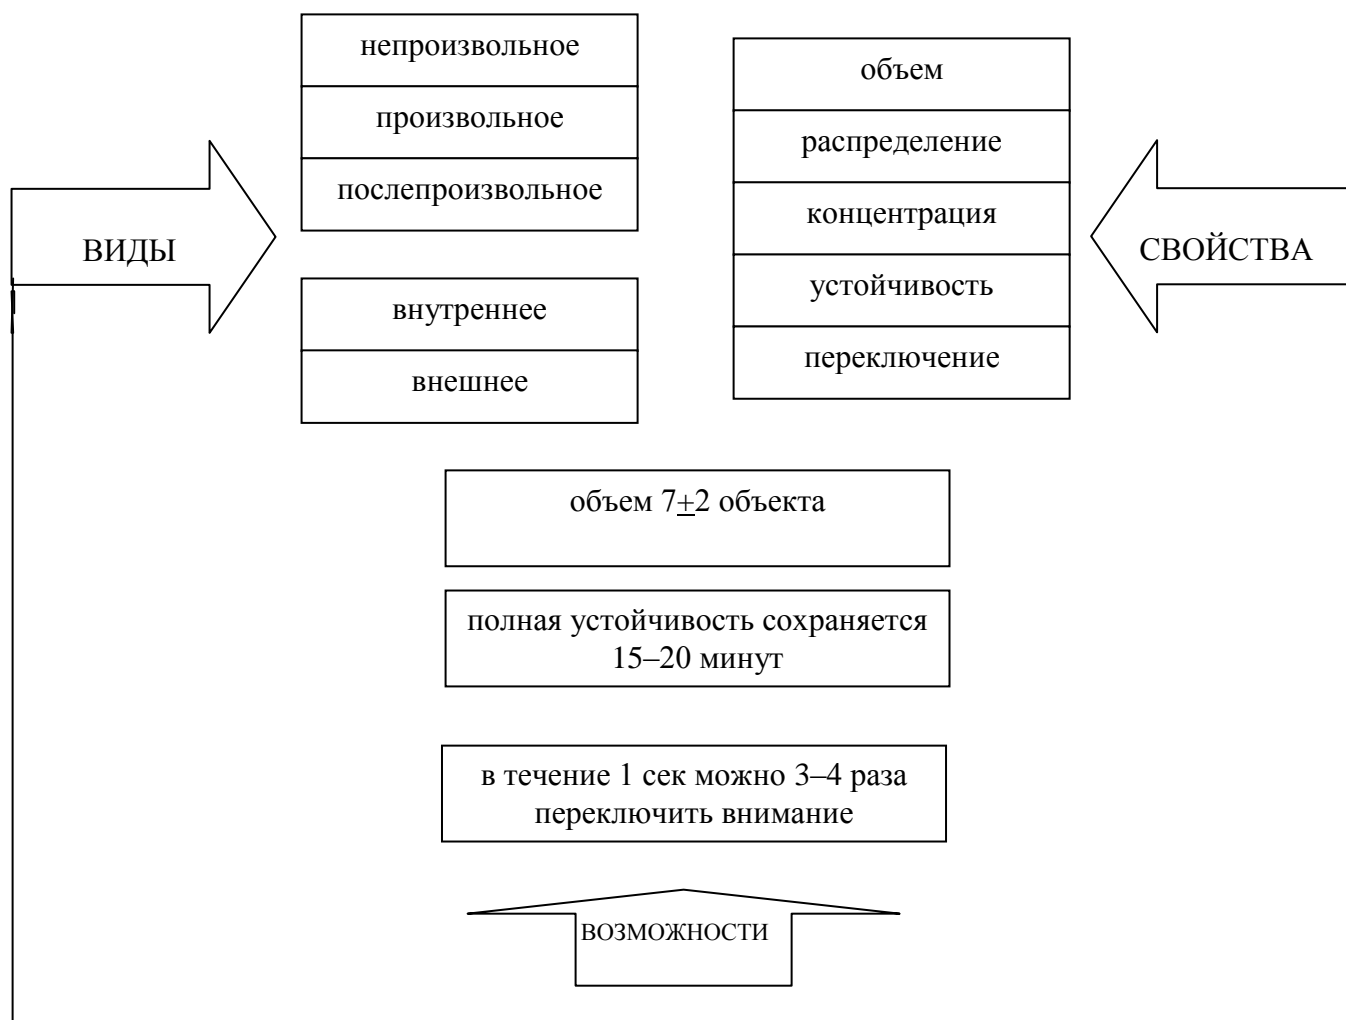 ВИДЫ
непроизвольное
произвольное
послепроизвольное
внутреннее
внешнее
объем
распределение
концентрация
устойчивость
переключение
СВОЙСТВА
объем 7±2 объекта
полная устойчивость сохраняется
15–20 минут
в течение 1 сек можно 3–4 раза
переключить внимание
ВОЗМОЖНОСТИ